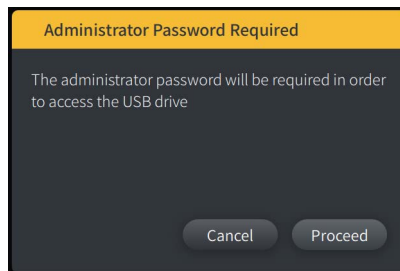 Administrator Password Required
The administrator password will be required in order
to access the USB drive
Cancel
Proceed